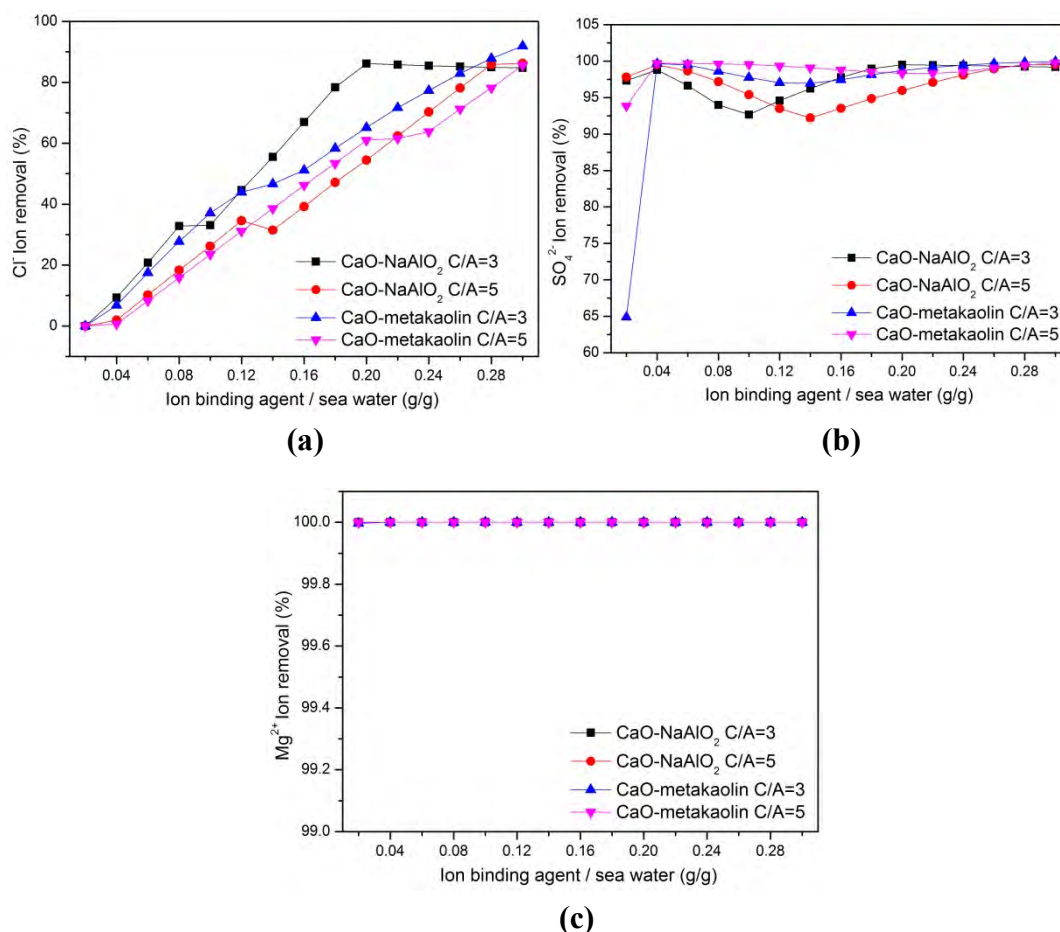 100
80
60
40
20
0
Cl⁻ Ion removal (%)
CaO-NaAlO₂ C/A=3
CaO-NaAlO₂ C/A=5
CaO-metakaolin C/A=3
CaO-metakaolin C/A=5
0.04 0.08 0.12 0.16 0.20 0.24 0.28
Ion binding agent / sea water (g/g)
(a)
105
100
95
90
85
80
75
70
65
60
SO₄²⁻ Ion removal (%)
CaO-NaAlO₂ C/A=3
CaO-NaAlO₂ C/A=5
CaO-metakaolin C/A=3
CaO-metakaolin C/A=5
0.04 0.08 0.12 0.16 0.20 0.24 0.28
Ion binding agent / sea water (g/g)
(b)
100.0
99.8
99.6
99.4
99.2
99.0
Mg²⁺ Ion removal (%)
CaO-NaAlO₂ C/A=3
CaO-NaAlO₂ C/A=5
CaO-metakaolin C/A=3
CaO-metakaolin C/A=5
0.04 0.08 0.12 0.16 0.20 0.24 0.28
Ion binding agent / sea water (g/g)
(c)